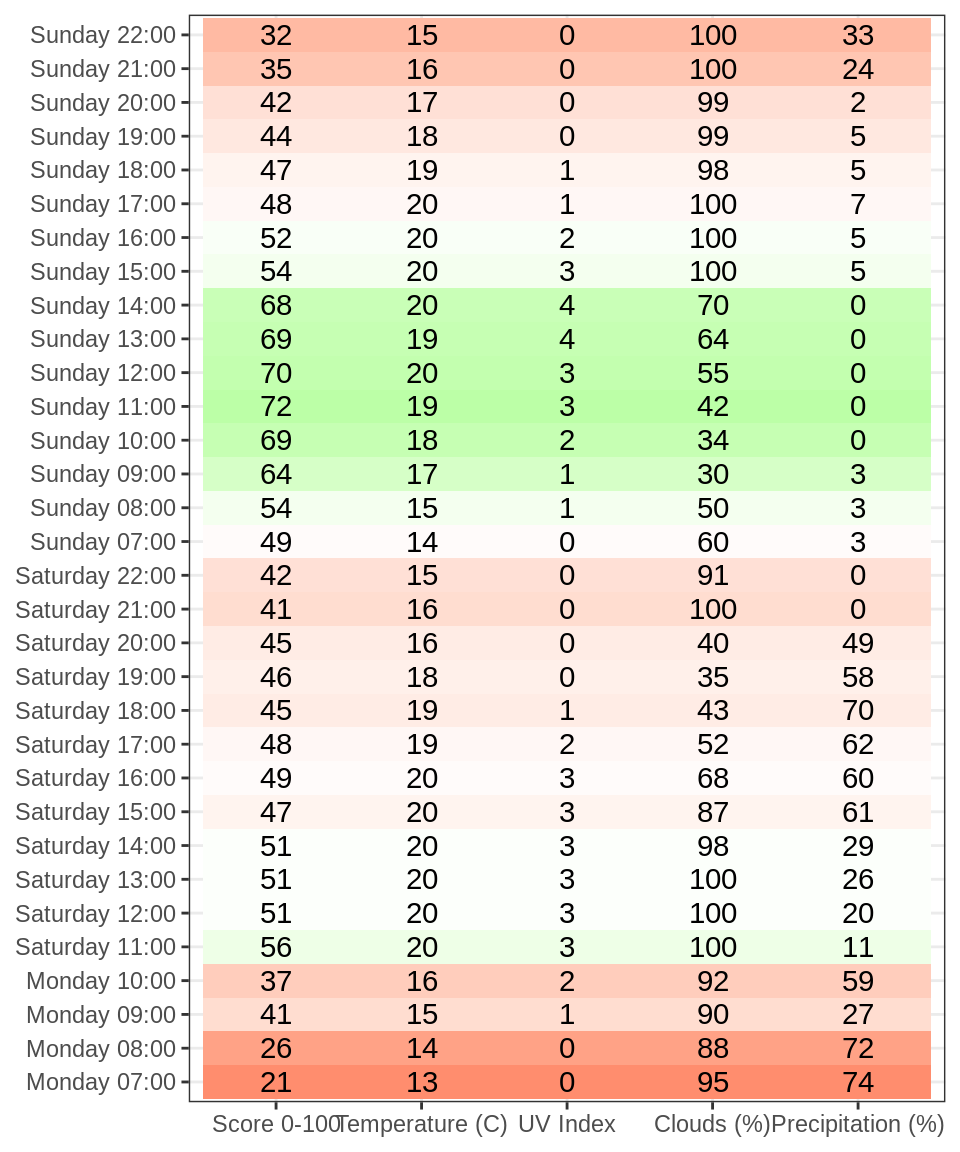 Sunday 22:00 32 15 0 100 33
Sunday 21:00 35 16 0 100 24
Sunday 20:00 42 17 0 99 2
Sunday 19:00 44 18 0 99 5
Sunday 18:00 47 19 1 98 5
Sunday 17:00 48 20 1 100 7
Sunday 16:00 52 20 2 100 5
Sunday 15:00 54 20 3 100 5
Sunday 14:00 68 20 4 70 0
Sunday 13:00 69 19 4 64 0
Sunday 12:00 70 20 3 55 0
Sunday 11:00 72 19 3 42 0
Sunday 10:00 69 18 2 34 0
Sunday 09:00 64 17 1 30 3
Sunday 08:00 54 15 1 50 3
Sunday 07:00 49 14 0 60 3
Saturday 22:00 42 15 0 91 0
Saturday 21:00 41 16 0 100 0
Saturday 20:00 45 16 0 40 49
Saturday 19:00 46 18 0 35 58
Saturday 18:00 45 19 1 43 70
Saturday 17:00 48 19 2 52 62
Saturday 16:00 49 20 3 68 60
Saturday 15:00 47 20 3 87 61
Saturday 14:00 51 20 3 98 29
Saturday 13:00 51 20 3 100 26
Saturday 12:00 51 20 3 100 20
Saturday 11:00 56 20 3 100 11
Monday 10:00 37 16 2 92 59
Monday 09:00 41 15 1 90 27
Monday 08:00 26 14 0 88 72
Monday 07:00 21 13 0 95 74
Score 0-100 Temperature (C) UV Index Clouds (%) Precipitation (%)